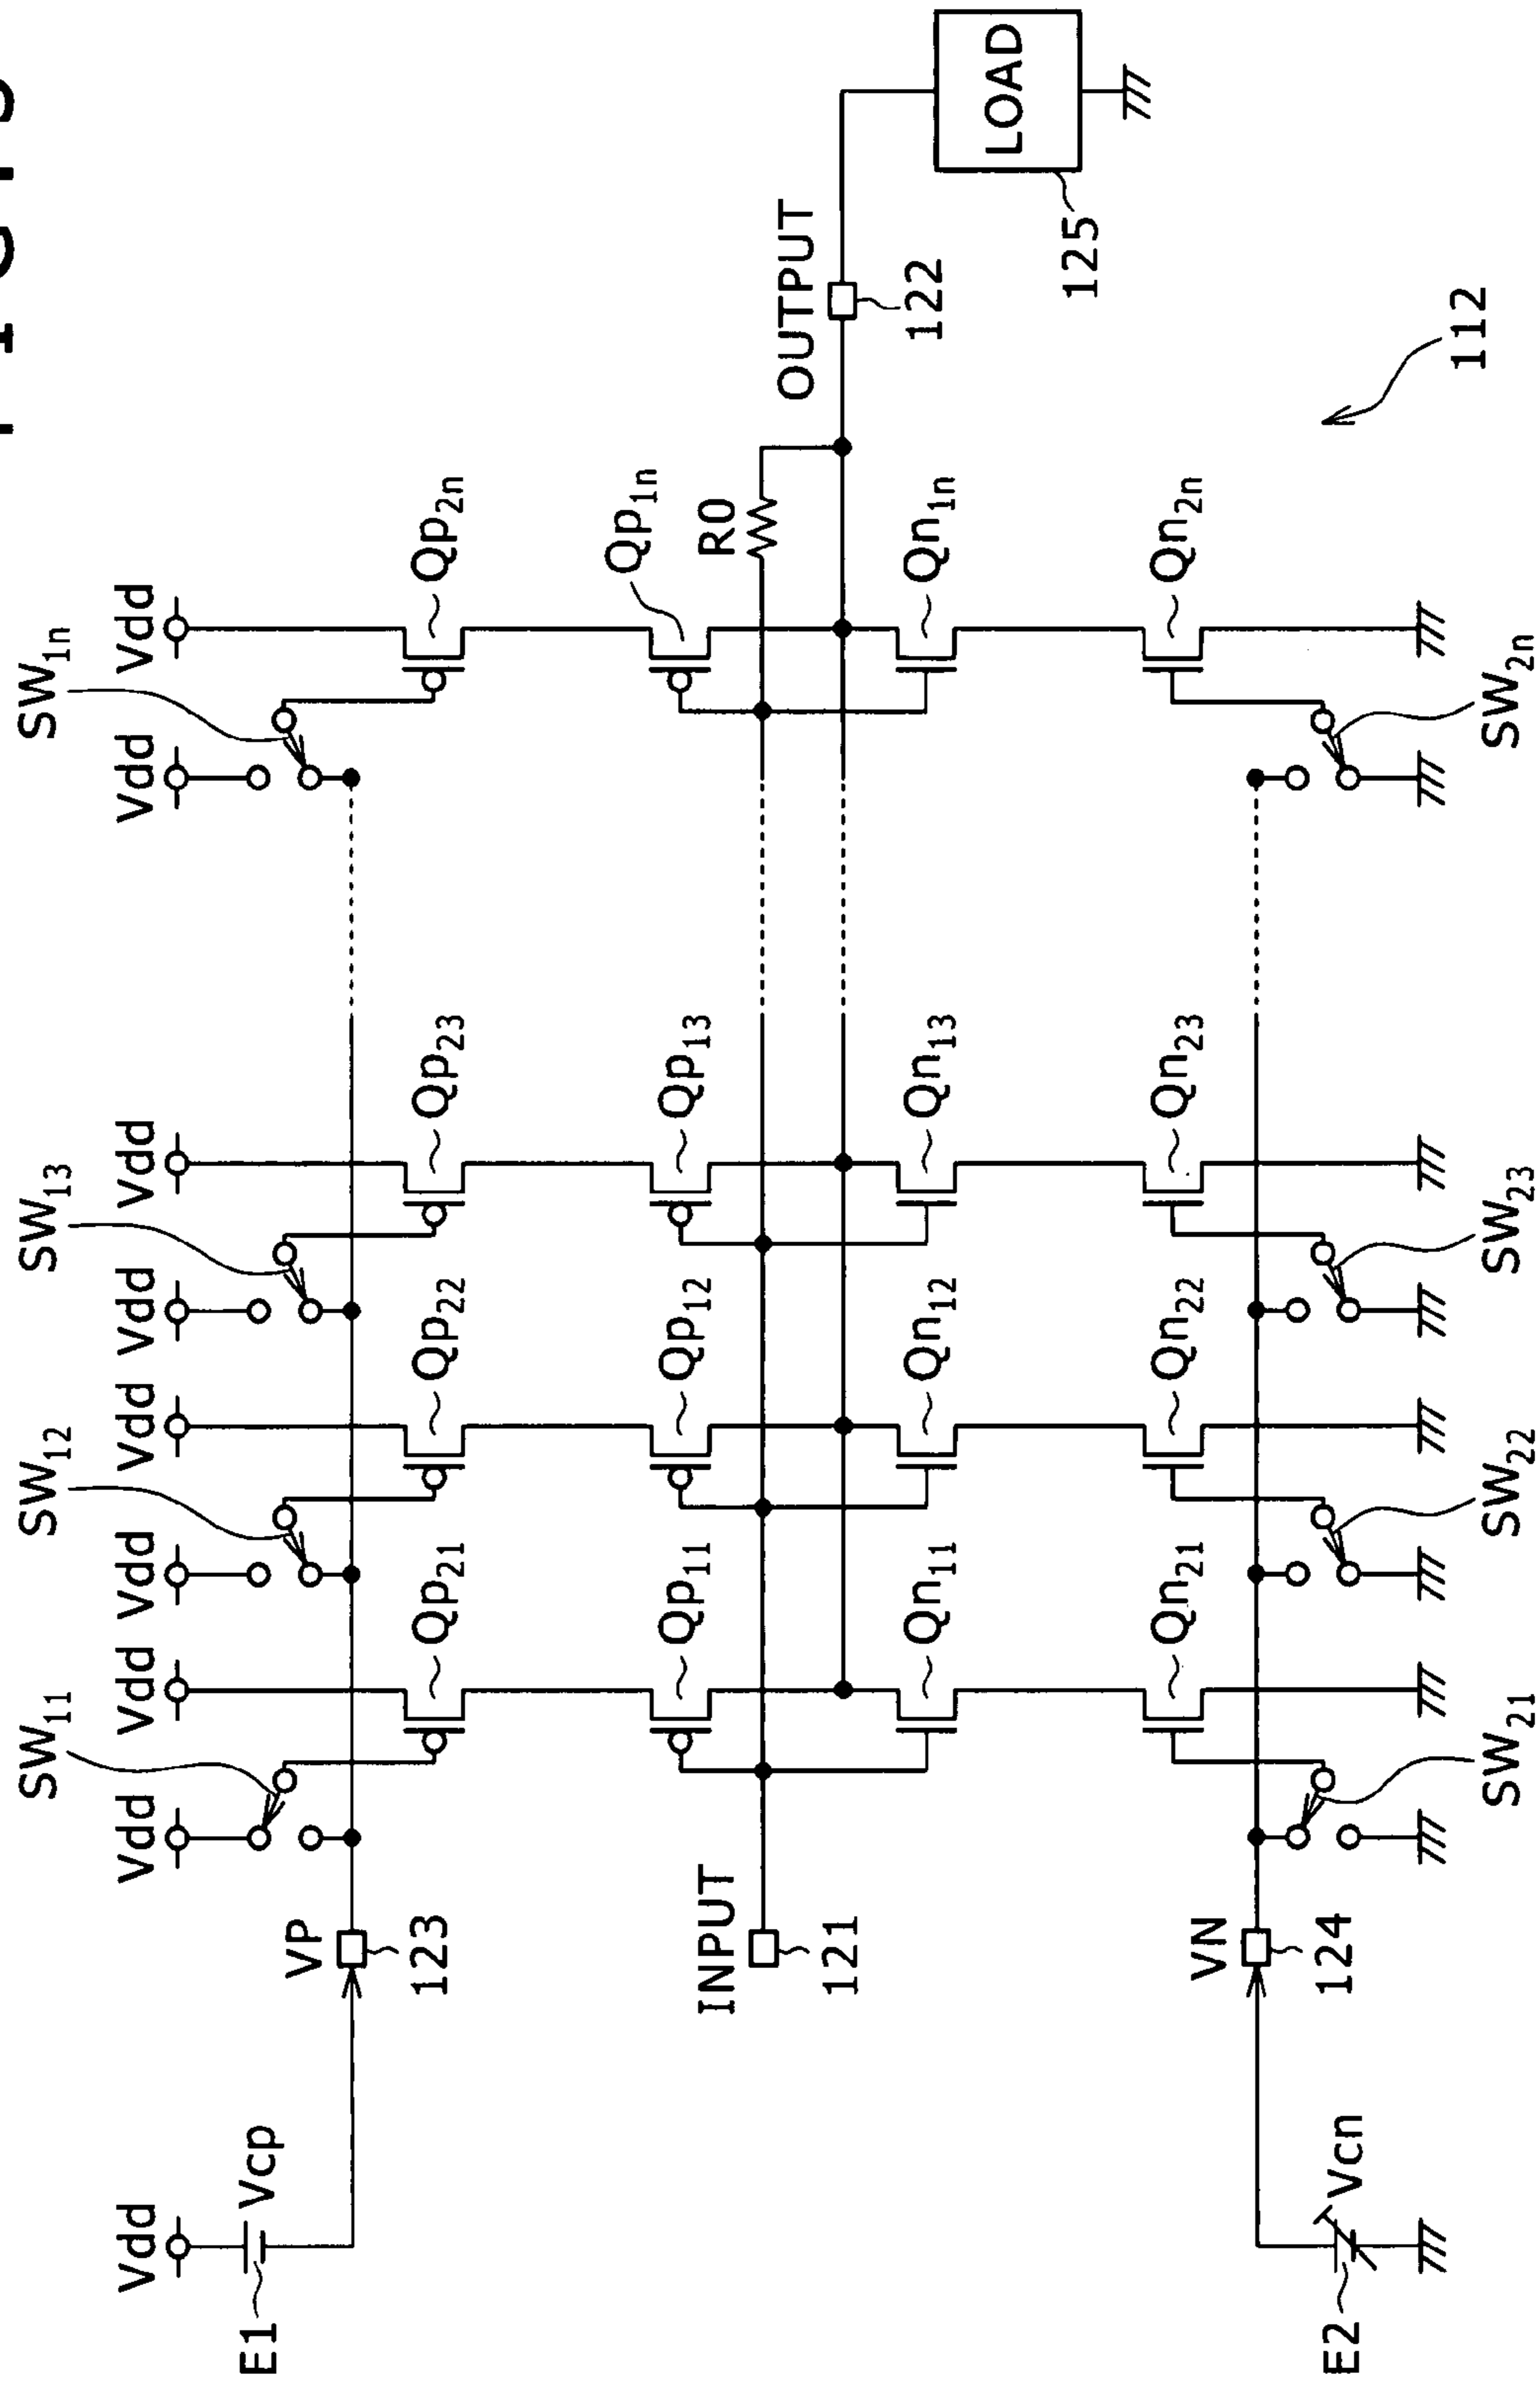 SW11
SW12
SW13
SW1n
Vdd
Vdd
Vdd
Vdd
Vdd
Vdd
Vdd
Vdd
Vdd
E1
Vcp
VP
123
Qp21
Qp22
Qp23
Qp2n
Qp11
Qp12
Qp13
Qp1n
INPUT
121
R0
OUTPUT
122
LOAD
125
Qn11
Qn12
Qn13
Qn1n
Qn21
Qn22
Qn23
Qn2n
VN
124
E2
Vcn
SW21
SW22
SW23
SW2n
112